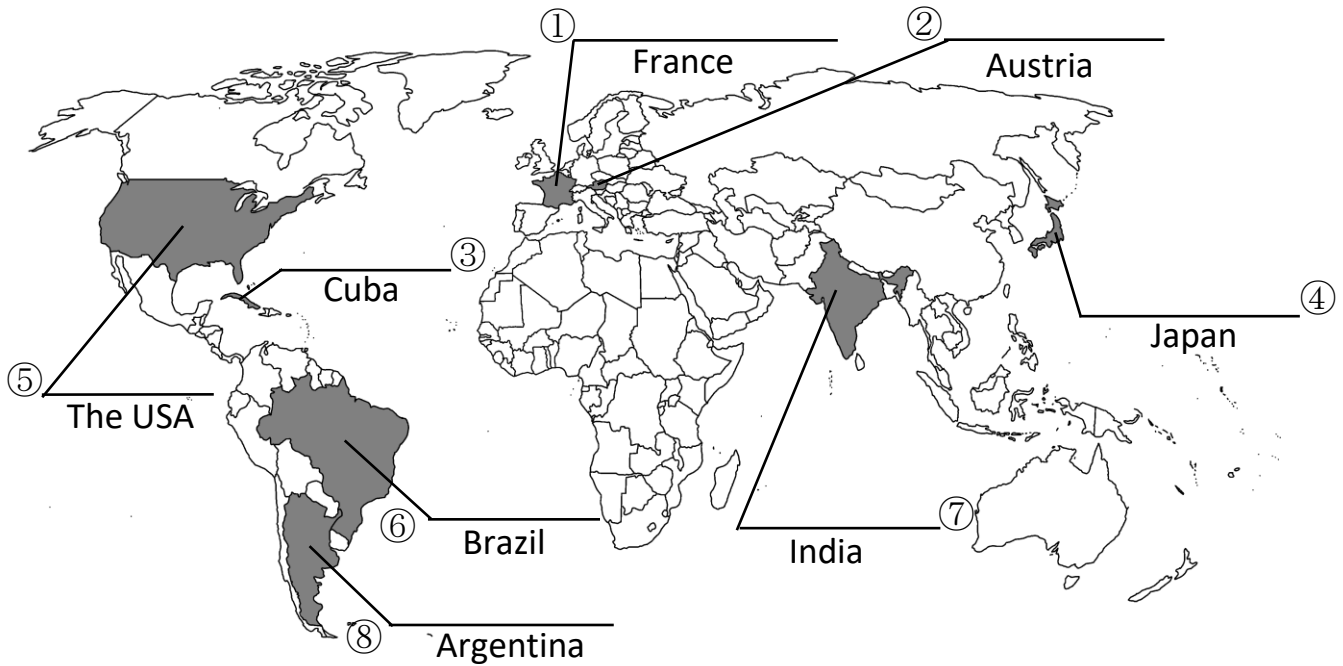 ①
France
②
Austria
③
Cuba
④
Japan
⑤
The USA
⑥
Brazil
⑦
India
⑧
Argentina